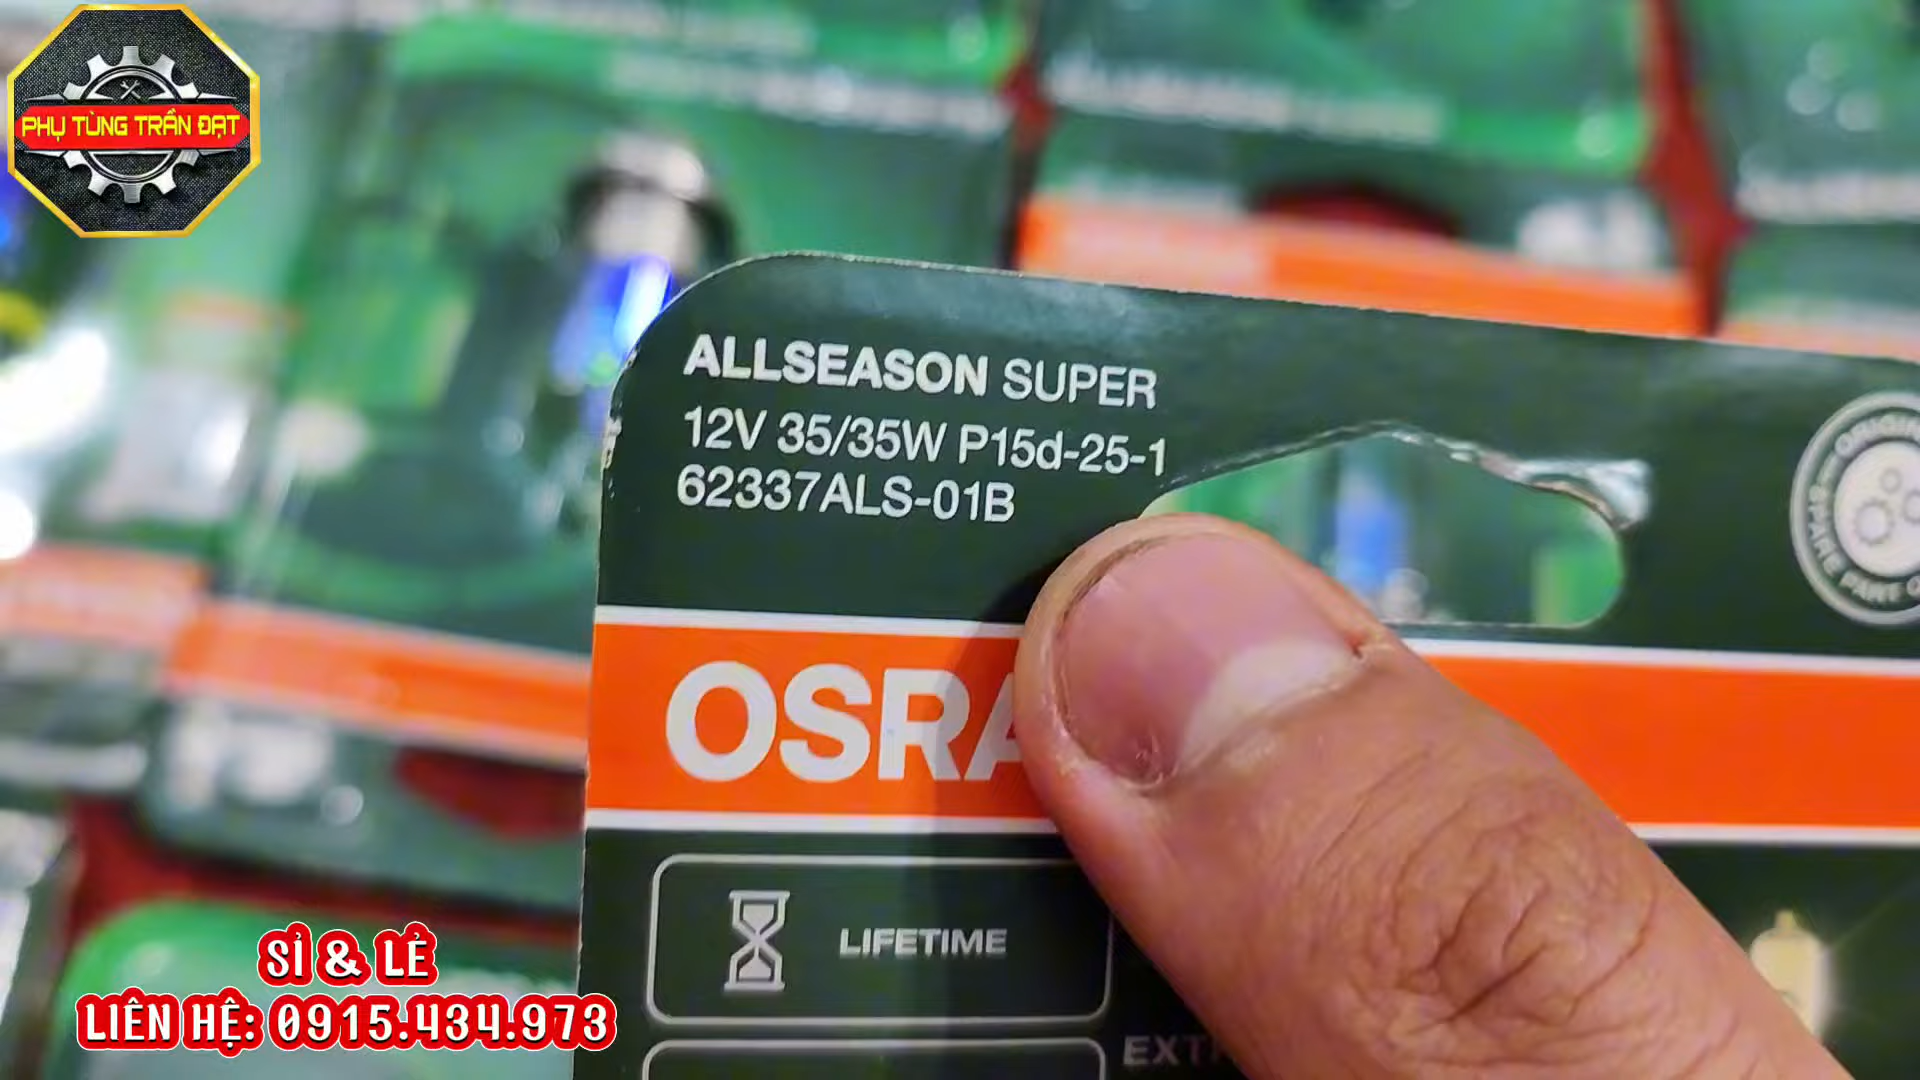 PHỤ TÙNG TRẦN ĐẠT
ALLSEASON SUPER
12V 35/35W P15d-25-1
62337ALS-01B
OSRA
LIFETIME
SỈ & LẺ
LIÊN HỆ: 0915.434.973